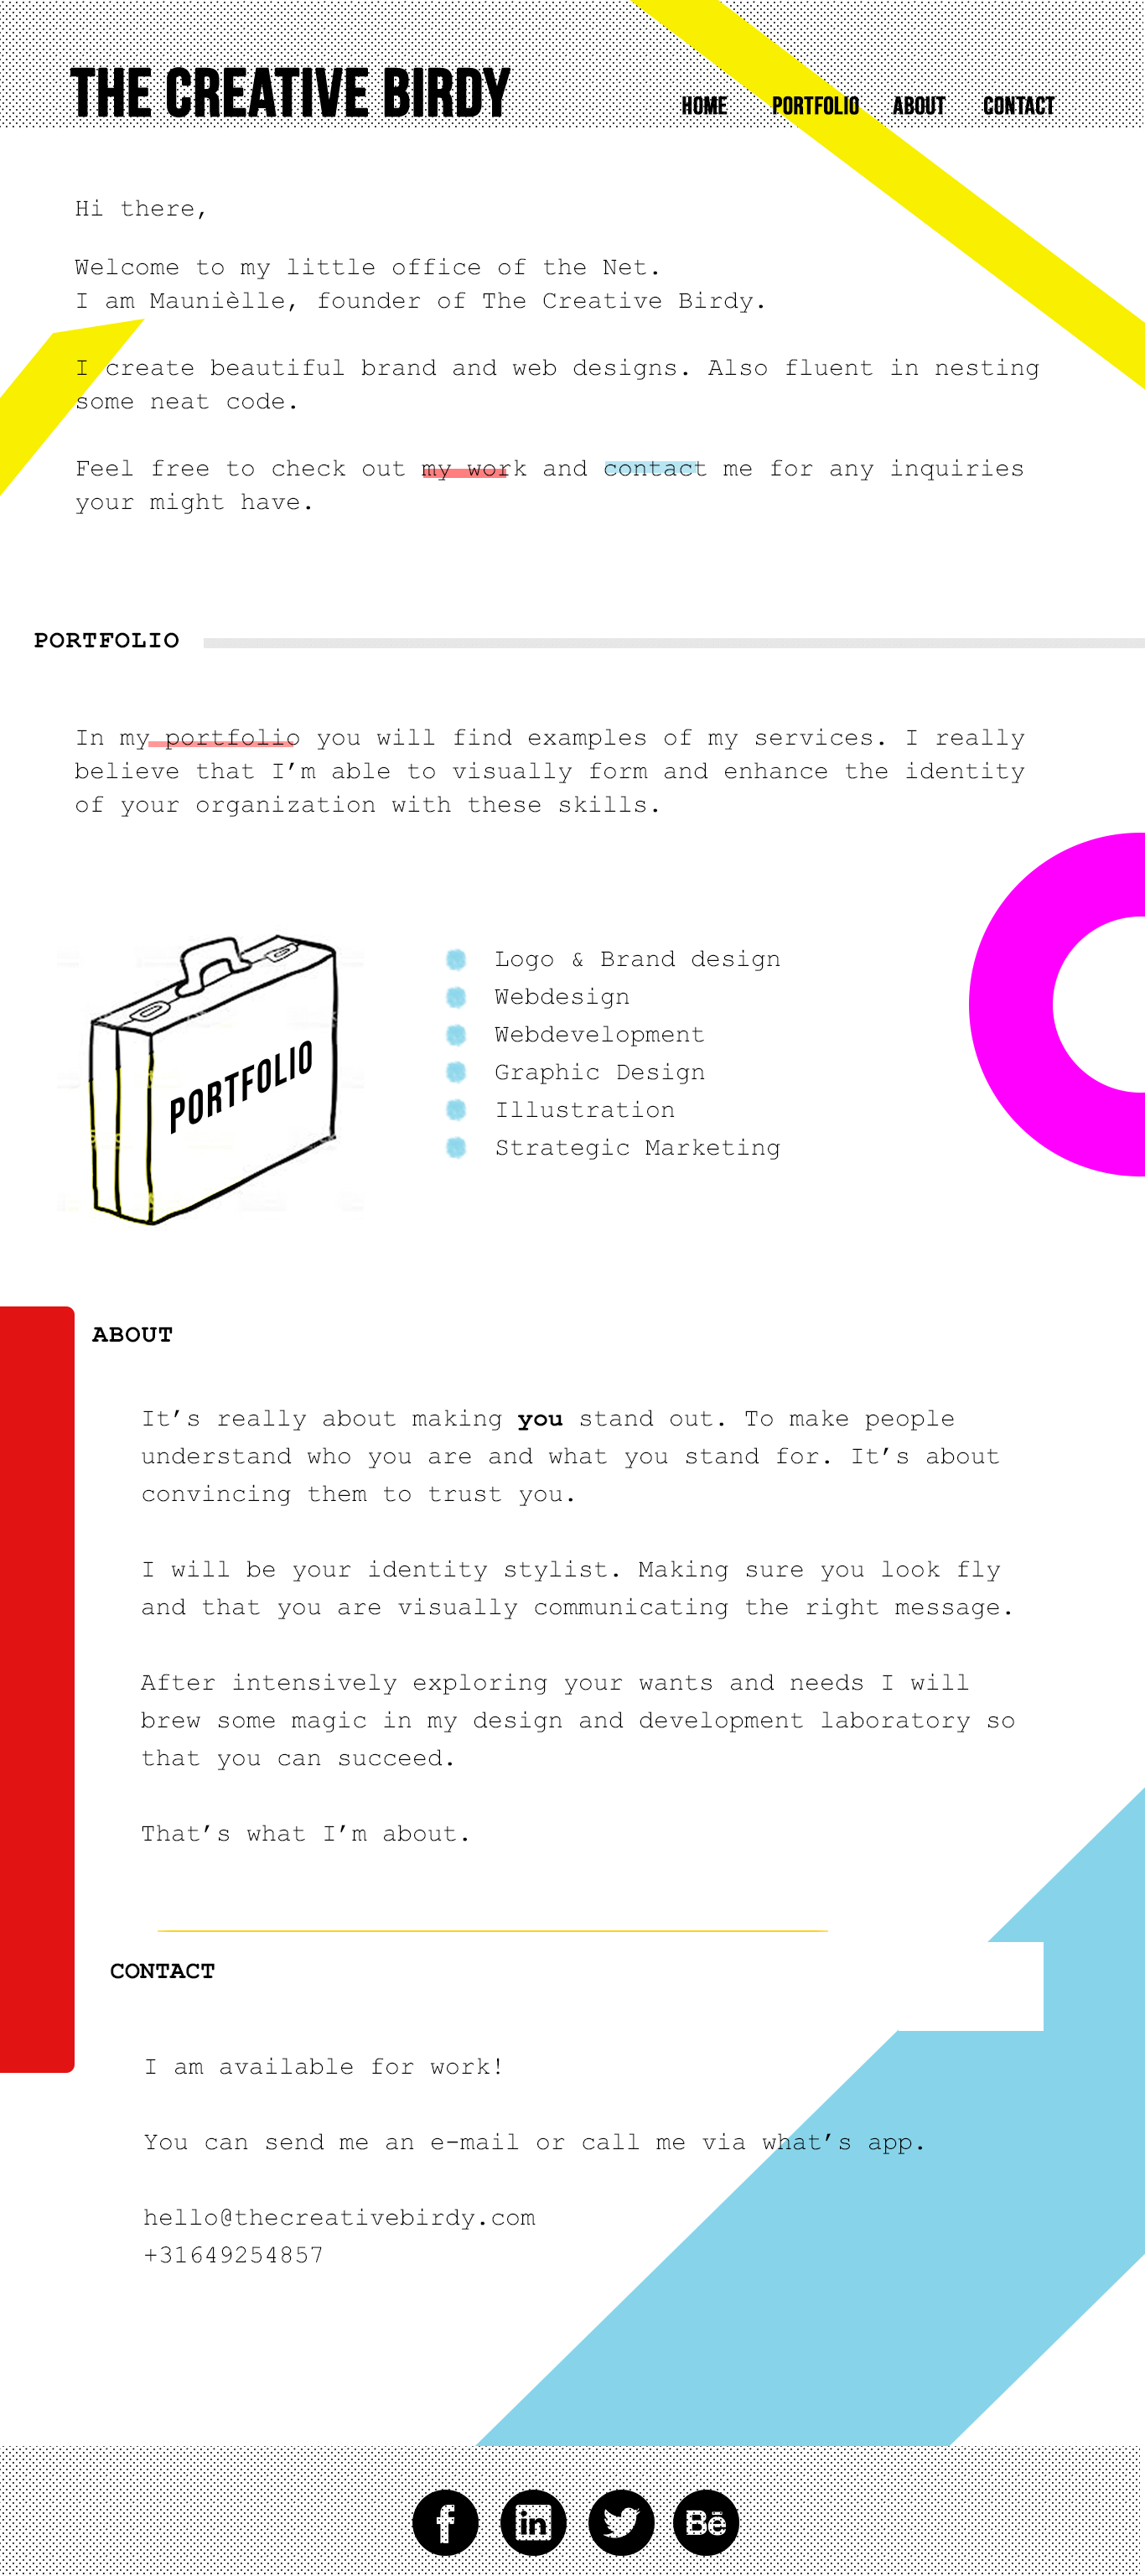 THE CREATIVE BIRDY
HOME PORTFOLIO ABOUT CONTACT
Hi there,
Welcome to my little office of the Net.
I am Maunièlle, founder of The Creative Birdy.
I create beautiful brand and web designs. Also fluent in nesting
some neat code.
Feel free to check out my work and contact me for any inquiries
your might have.
PORTFOLIO
In my portfolio you will find examples of my services. I really
believe that I’m able to visually form and enhance the identity
of your organization with these skills.
PORTFOLIO
Logo & Brand design
Webdesign
Webdevelopment
Graphic Design
Illustration
Strategic Marketing
ABOUT
It’s really about making you stand out. To make people
understand who you are and what you stand for. It’s about
convincing them to trust you.
I will be your identity stylist. Making sure you look fly
and that you are visually communicating the right message.
After intensively exploring your wants and needs I will
brew some magic in my design and development laboratory so
that you can succeed.
That’s what I’m about.
CONTACT
I am available for work!
You can send me an e-mail or call me via what’s app.
hello@thecreativebirdy.com
+31649254857
f in Bē